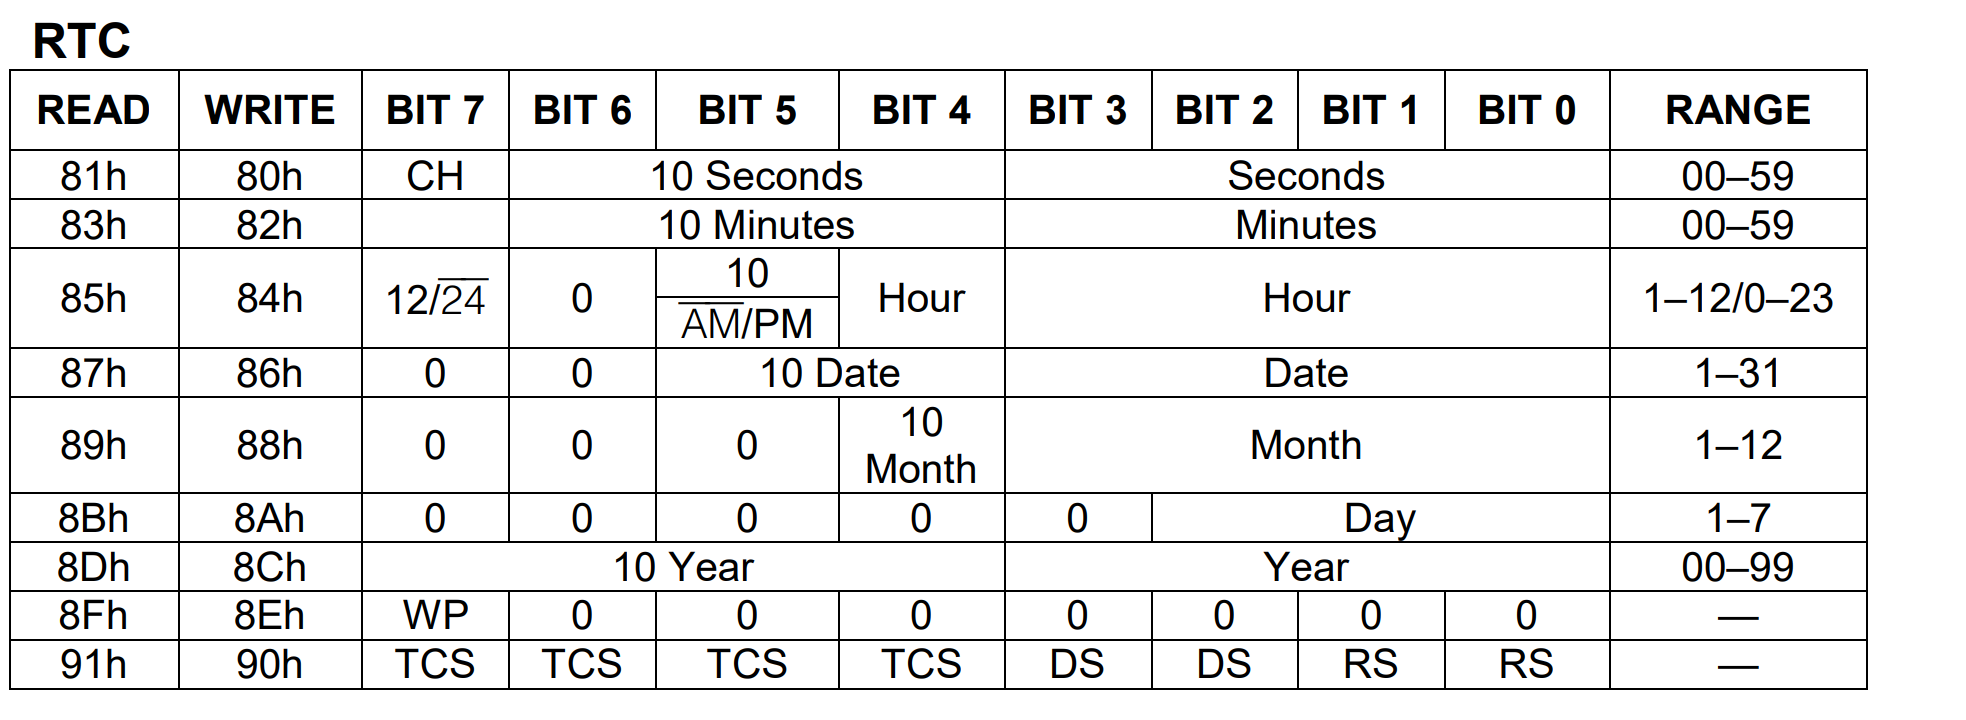 RTC
READ WRITE BIT 7 BIT 6 BIT 5 BIT 4 BIT 3 BIT 2 BIT 1 BIT 0 RANGE
81h 80h CH 10 Seconds Seconds 00–59
83h 82h 10 Minutes Minutes 00–59
85h 84h 12/2̅4̅ 0 10 Hour Hour 1–12/0–23
A̅M̅/PM
87h 86h 0 0 10 Date Date 1–31
89h 88h 0 0 0 10 Month Month 1–12
8Bh 8Ah 0 0 0 0 0 Day 1–7
8Dh 8Ch 10 Year Year 00–99
8Fh 8Eh WP 0 0 0 0 0 0 0 —
91h 90h TCS TCS TCS TCS DS DS RS RS —